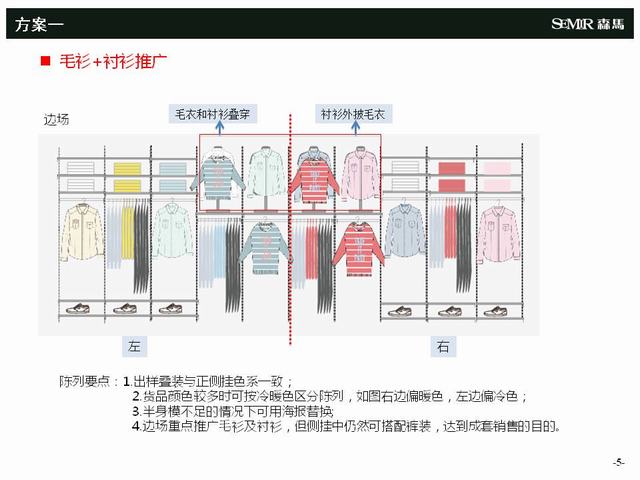 方案一
SEMIR 森馬
毛衫+衬衫推广
边场
毛衣和衬衫叠穿
衬衫外披毛衣
左
右
陈列要点：1.出样叠装与正侧挂色系一致；
2.货品颜色较多时可按冷暖色区分陈列，如图右边偏暖色，左边偏冷色；
3.半身模不足的情况下可用海报替换;
4.边场重点推广毛衫及衬衫，但侧挂中仍然可搭配裤装，达到成套销售的目的。
-5-